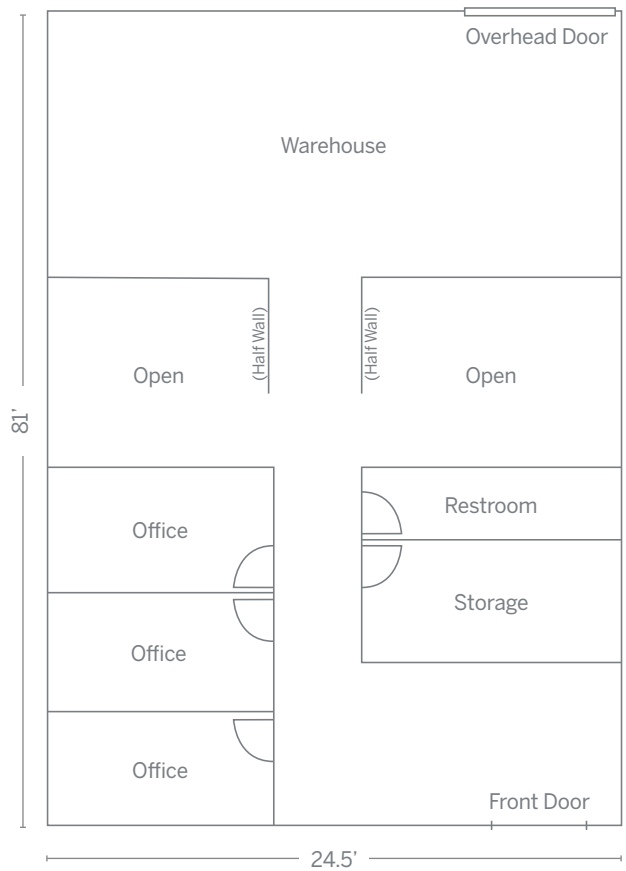 Overhead Door
Warehouse
(Half Wall)
(Half Wall)
Open
Open
81'
Restroom
Office
Storage
Office
Office
Front Door
24.5'